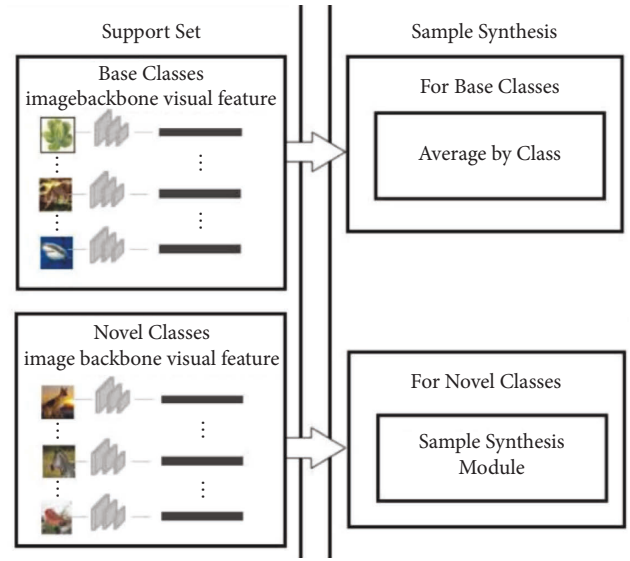 Support Set
Base Classes
imagebackbone visual feature
Novel Classes
image backbone visual feature
Sample Synthesis
For Base Classes
Average by Class
For Novel Classes
Sample Synthesis
Module